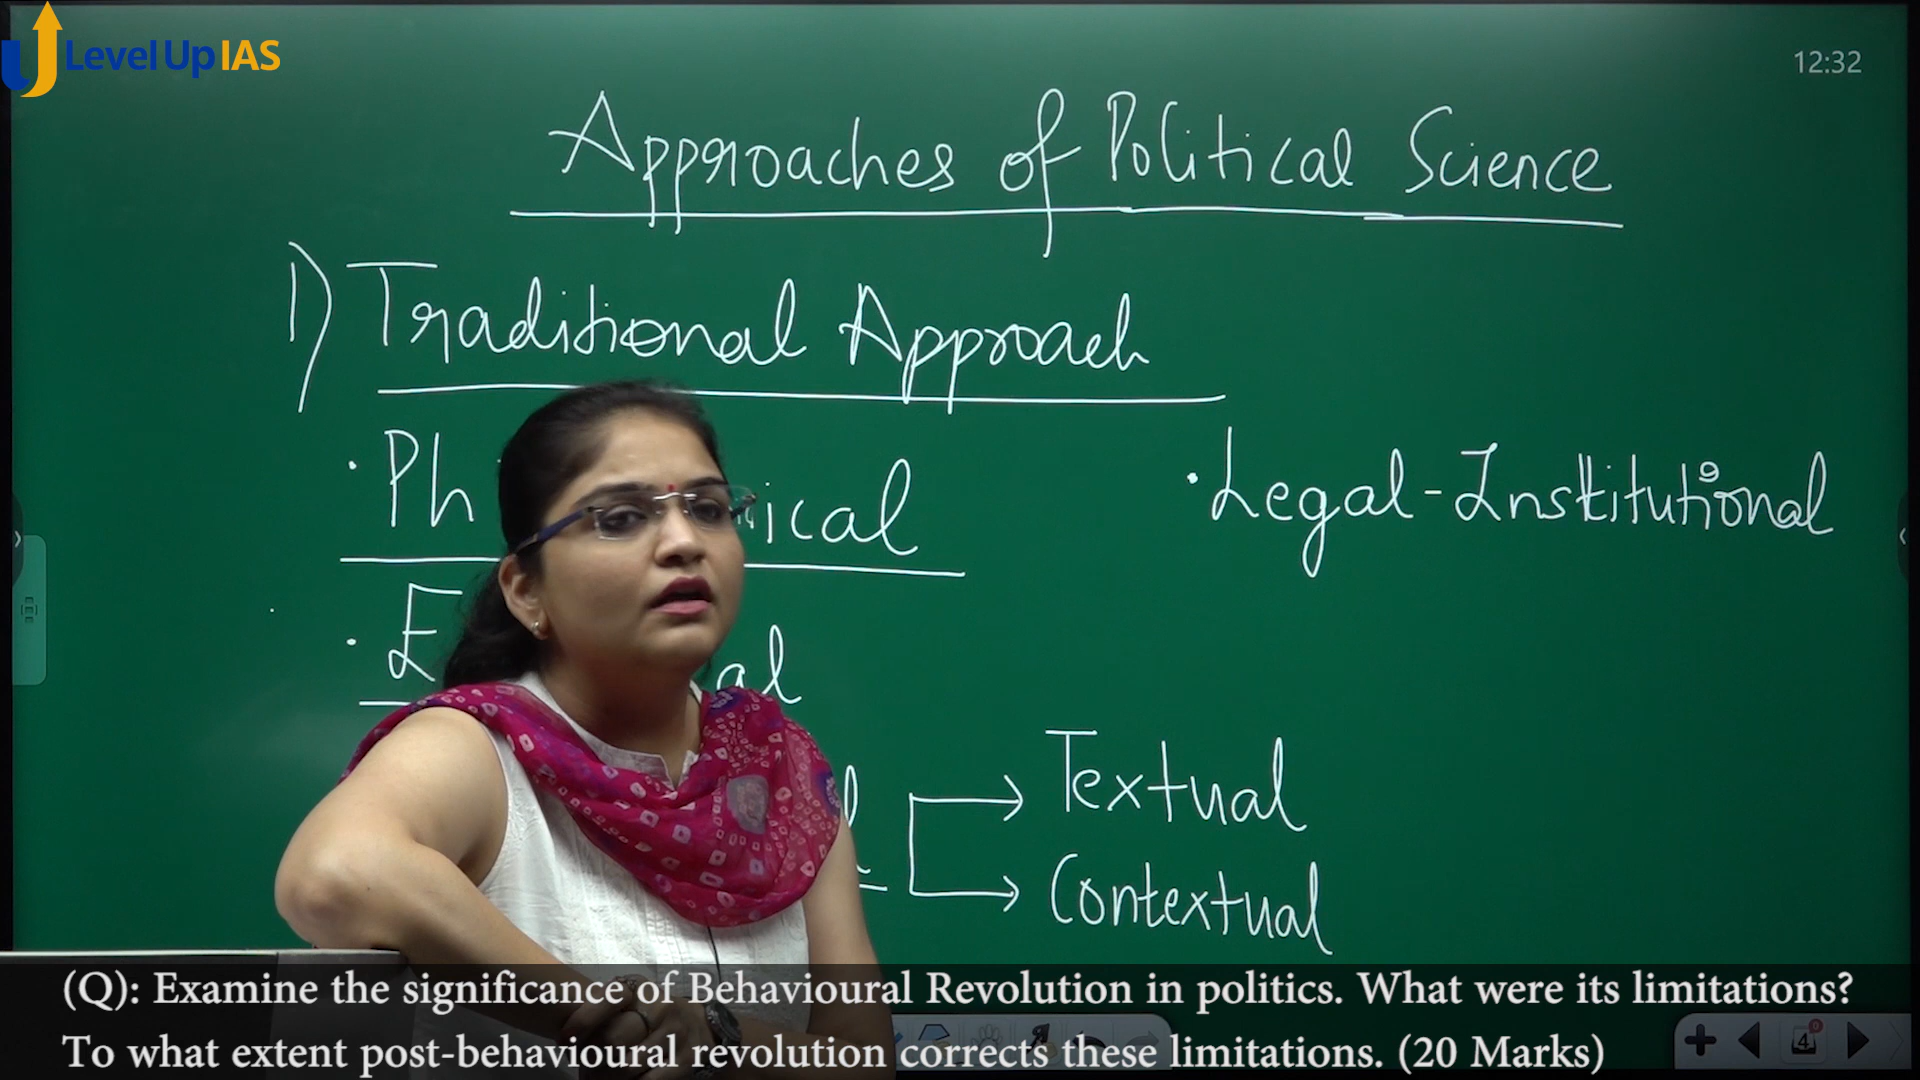 Level Up IAS
12:32
Approaches of Political Science
1) Traditional Approach
• Ph ical
• Legal-Institutional
• E al
Textual
Contextual
(Q): Examine the significance of Behavioural Revolution in politics. What were its limitations?
To what extent post-behavioural revolution corrects these limitations. (20 Marks)
4